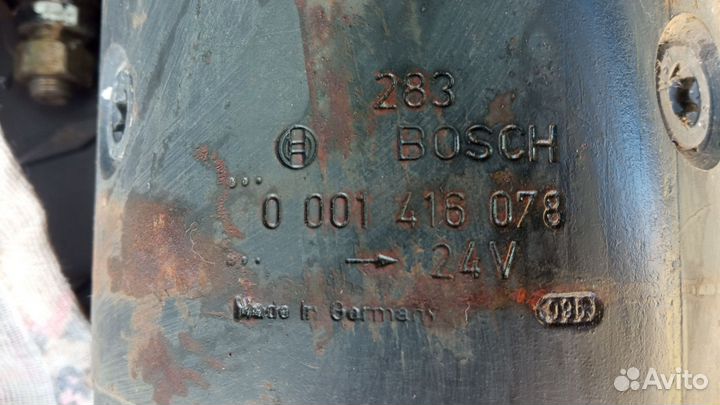 283
BOSCH
0 001 416 078
→ 24V
Made in Germany
Avito